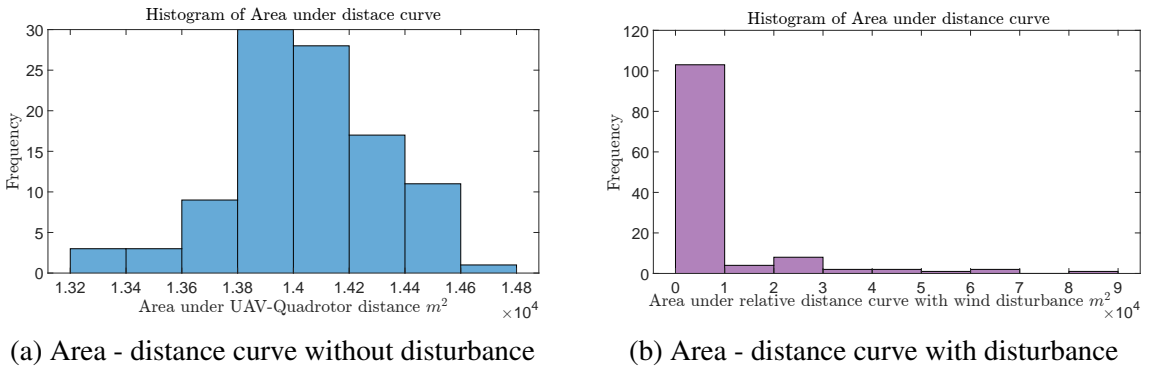 Histogram of Area under distace curve
30
25
20
15
10
5
0
Frequency
1.32 1.34 1.36 1.38 1.4 1.42 1.44 1.46 1.48
Area under UAV-Quadrotor distance m²
×10⁴
(a) Area - distance curve without disturbance
Histogram of Area under distance curve
120
100
80
60
40
20
0
Frequency
0 1 2 3 4 5 6 7 8 9
Area under relative distance curve with wind disturbance m²
×10⁴
(b) Area - distance curve with disturbance